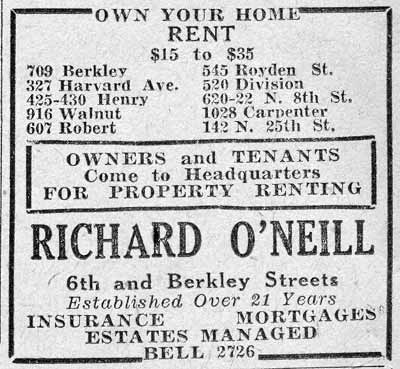 OWN YOUR HOME
RENT
$15 to $35
709 Berkley 545 Royden St.
327 Harvard Ave. 520 Division
425-430 Henry 620-22 N. 8th St.
916 Walnut 1028 Carpenter
607 Robert 142 N. 25th St.
OWNERS and TENANTS
Come to Headquarters
FOR PROPERTY RENTING
RICHARD O'NEILL
6th and Berkley Streets
Established Over 21 Years
INSURANCE MORTGAGES
ESTATES MANAGED
BELL 2726